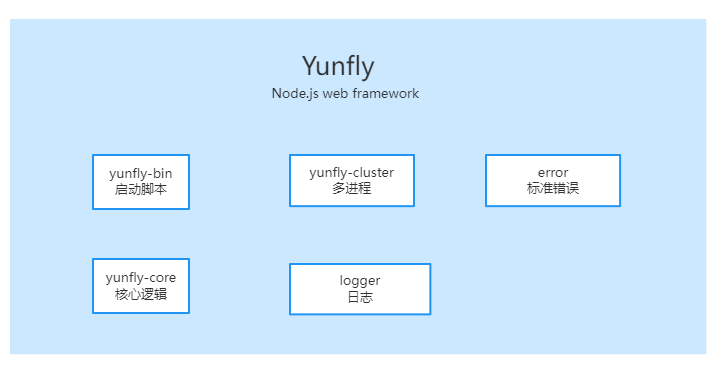 Yunfly
Node.js web framework
yunfly-bin
启动脚本
yunfly-cluster
多进程
error
标准错误
yunfly-core
核心逻辑
logger
日志